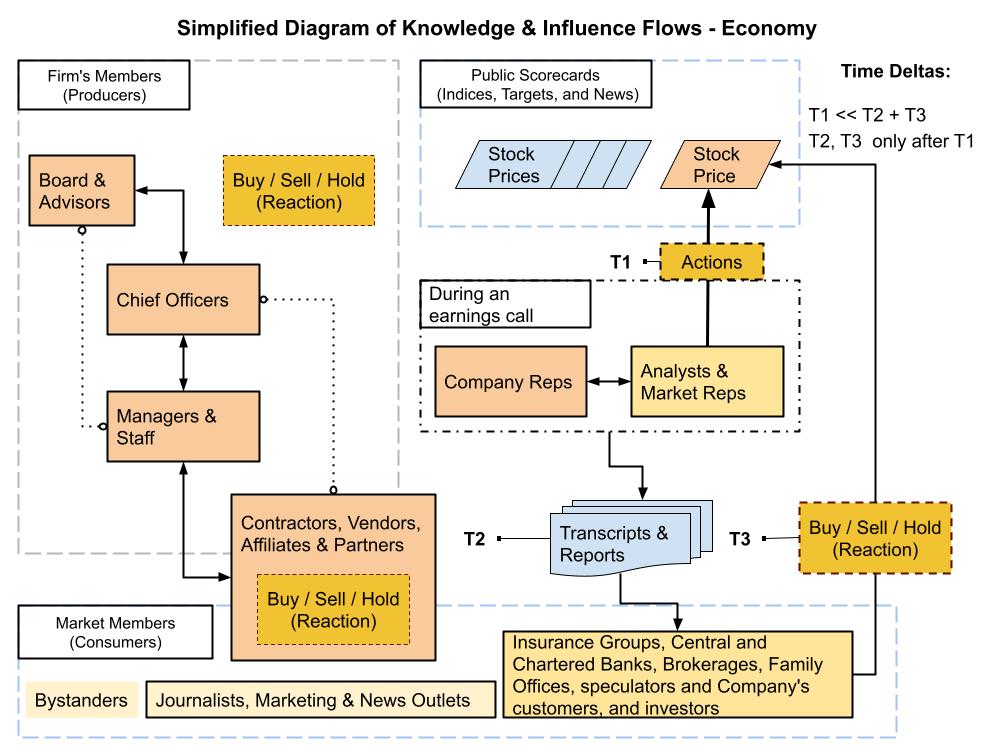 Simplified Diagram of Knowledge & Influence Flows - Economy
Firm's Members
(Producers)
Board &
Advisors
Buy / Sell / Hold
(Reaction)
Chief Officers
Managers &
Staff
Contractors, Vendors,
Affiliates & Partners
Buy / Sell / Hold
(Reaction)
Public Scorecards
(Indices, Targets, and News)
Stock
Prices
Stock
Price
Time Deltas:
T1 << T2 + T3
T2, T3 only after T1
T1
Actions
During an
earnings call
Company Reps
Analysts &
Market Reps
T2
Transcripts &
Reports
T3
Buy / Sell / Hold
(Reaction)
Market Members
(Consumers)
Bystanders
Journalists, Marketing & News Outlets
Insurance Groups, Central and
Chartered Banks, Brokerages, Family
Offices, speculators and Company's
customers, and investors